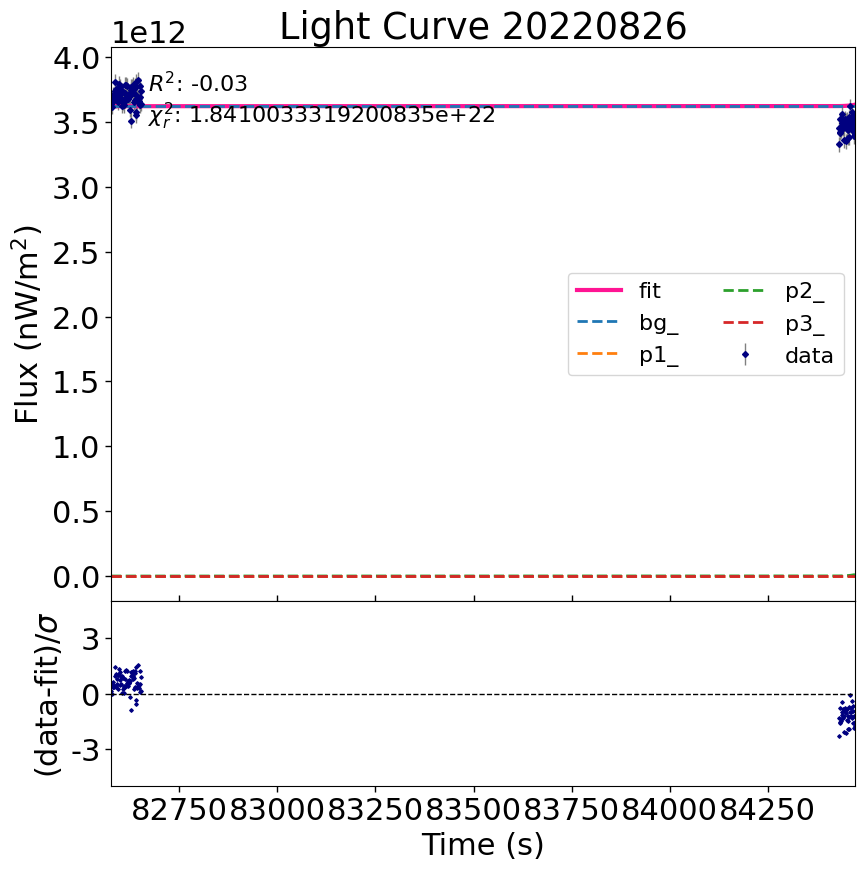 Light Curve 20220826
1e12
R²: -0.03
χ²ᵣ: 1.8410033319200835e+22
4.0
3.5
3.0
2.5
2.0
1.5
1.0
0.5
0.0
Flux (nW/m²)
fit
bg_
p1_
p2_
p3_
data
3
0
-3
(data-fit)/σ
82750 83000 83250 83500 83750 84000 84250
Time (s)